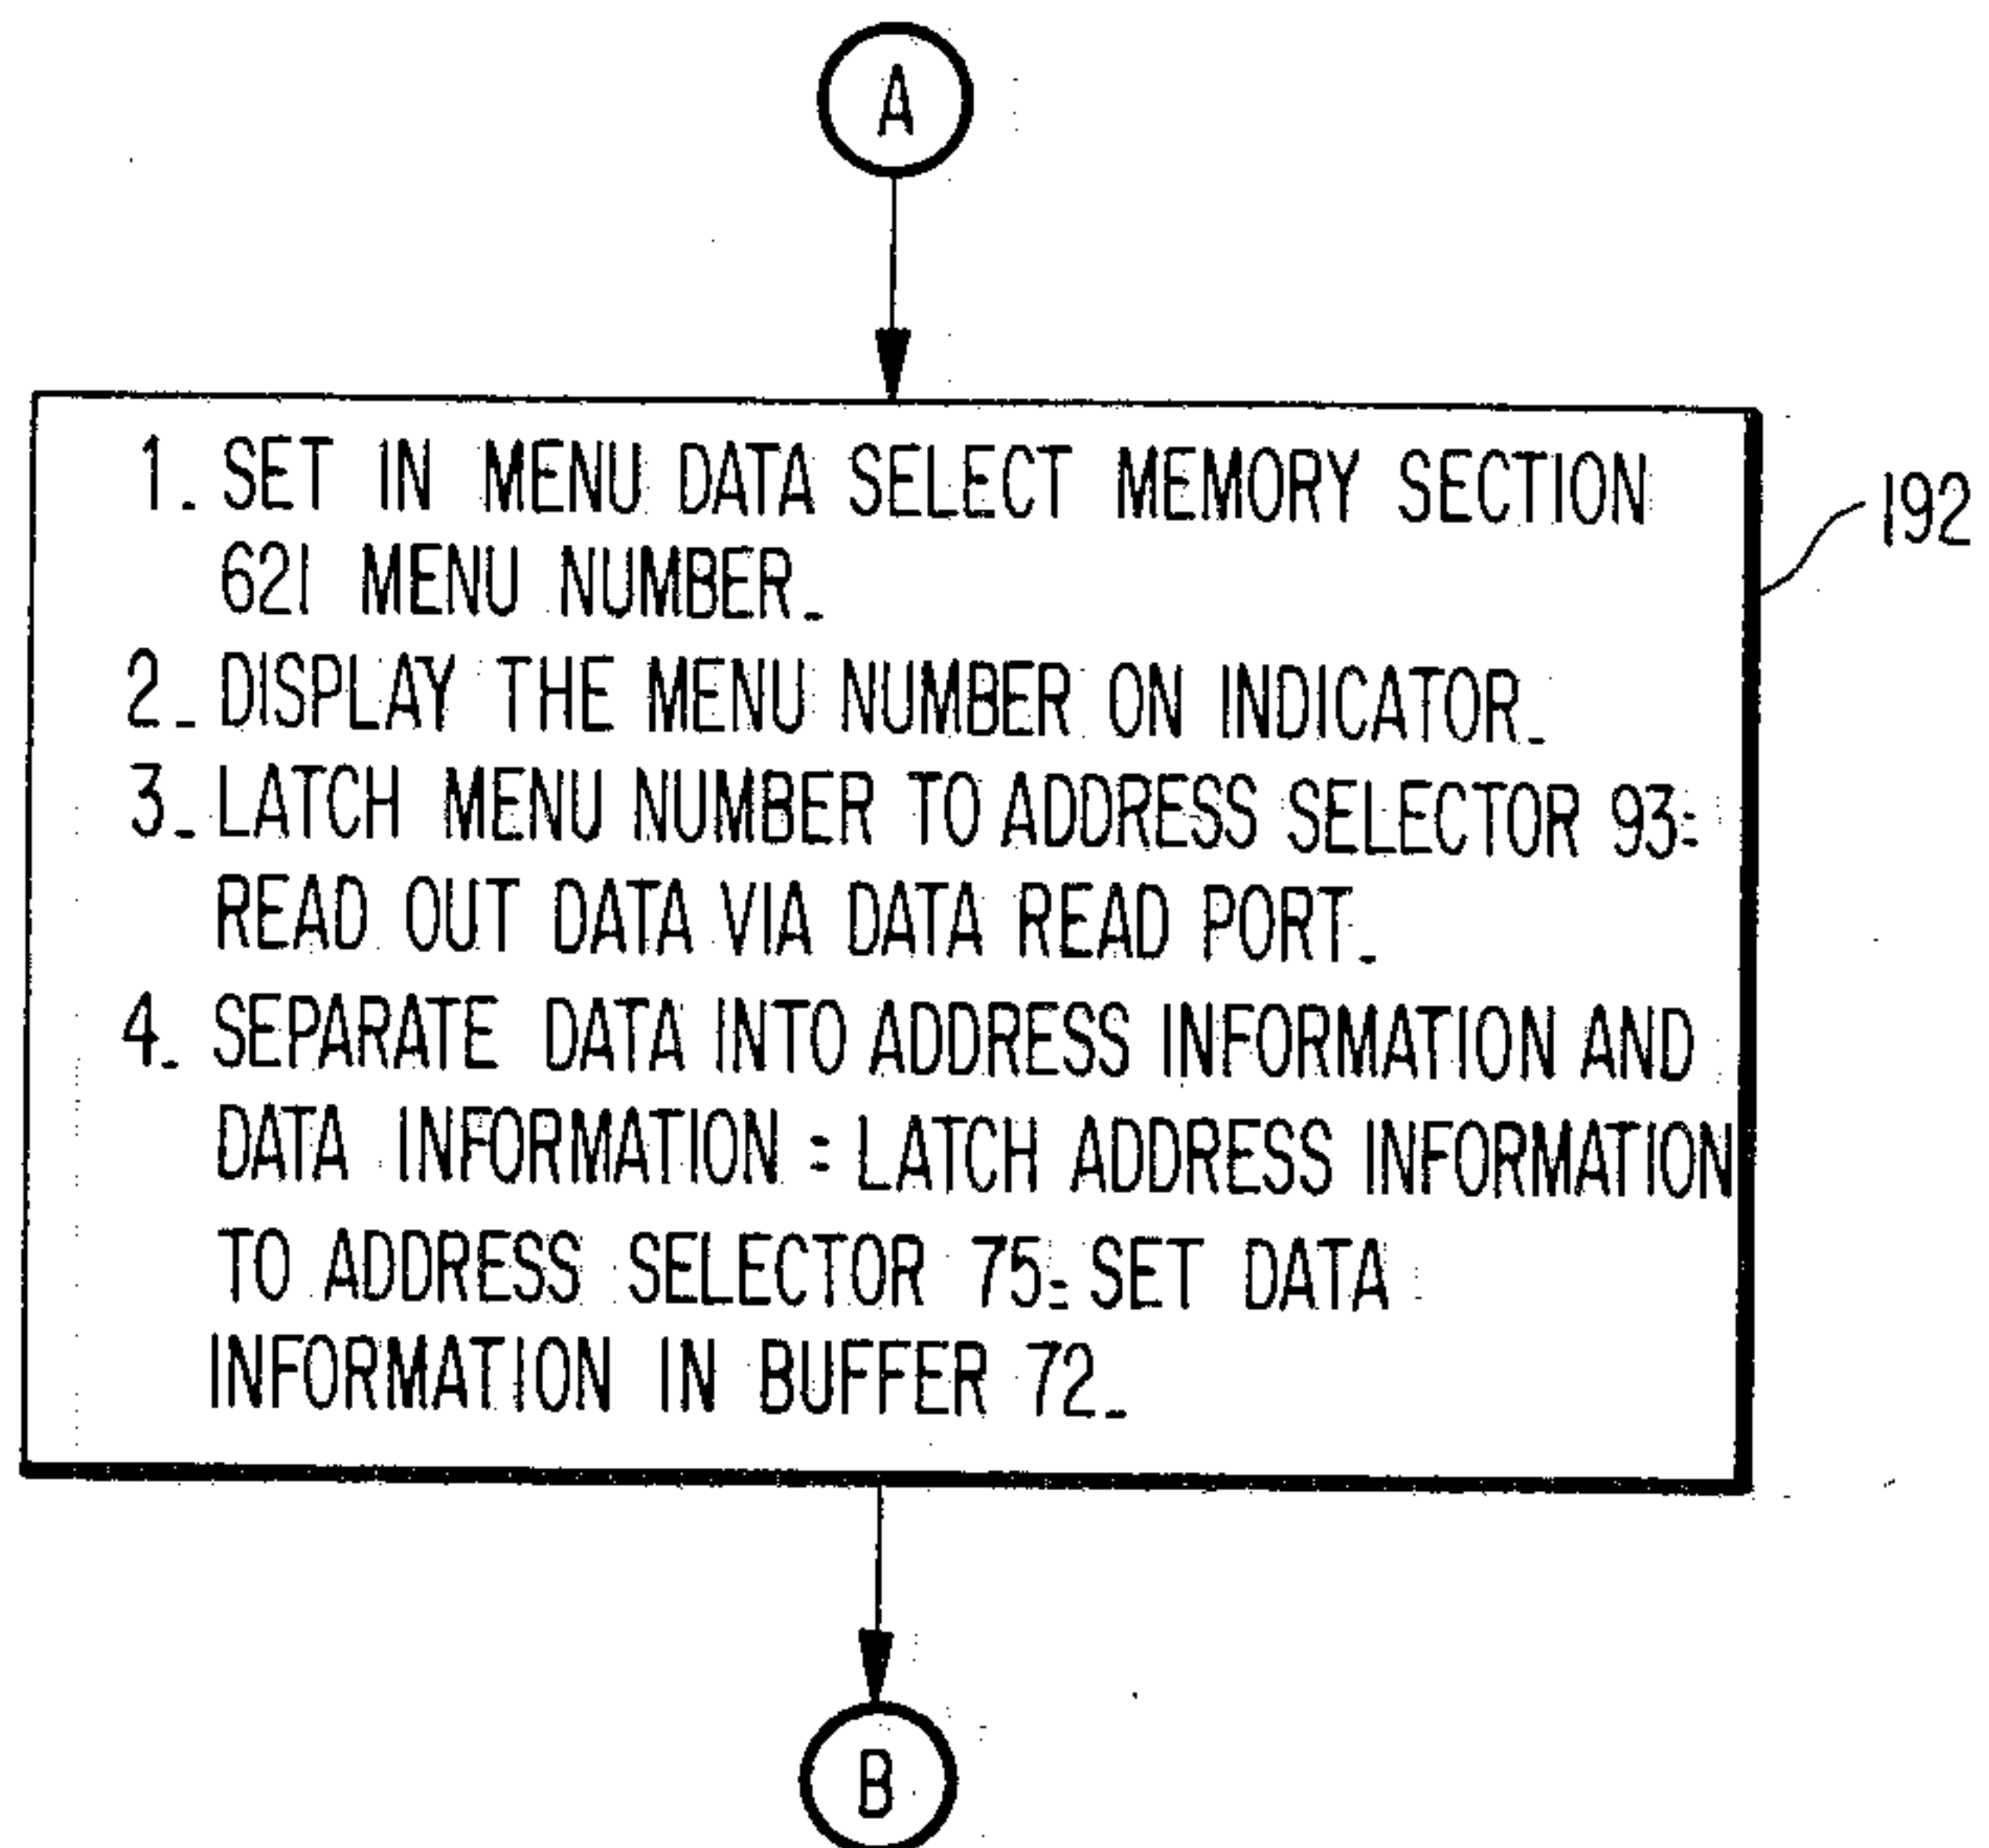 A
1. SET IN MENU DATA SELECT MEMORY SECTION
621 MENU NUMBER.
192
2. DISPLAY THE MENU NUMBER ON INDICATOR.
3. LATCH MENU NUMBER TO ADDRESS SELECTOR 93:
READ OUT DATA VIA DATA READ PORT.
4. SEPARATE DATA INTO ADDRESS INFORMATION AND
DATA INFORMATION : LATCH ADDRESS INFORMATION
TO ADDRESS SELECTOR 75: SET DATA
INFORMATION IN BUFFER 72.
B